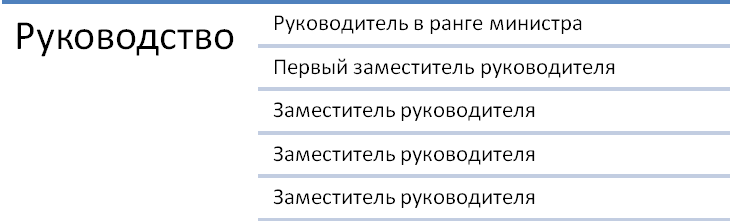 Руководство
Руководитель в ранге министра
Первый заместитель руководителя
Заместитель руководителя
Заместитель руководителя
Заместитель руководителя